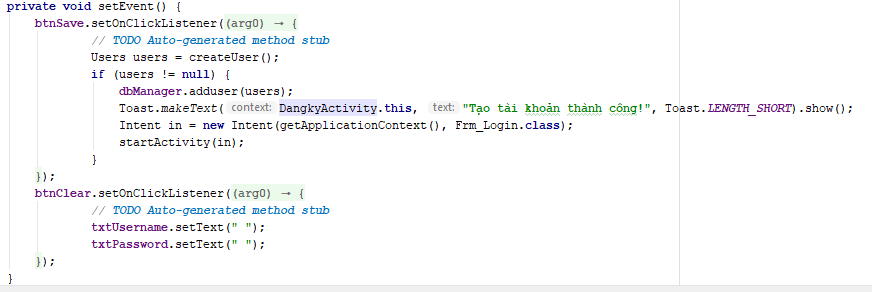 private void setEvent() {
btnSave.setOnClickListener((arg0) → {
// TODO Auto-generated method stub
Users users = createUser();
if (users != null) {
dbManager.adduser(users);
Toast.makeText( context: DangkyActivity.this, text: "Tạo tài khoản thành công!", Toast.LENGTH_SHORT).show();
Intent in = new Intent(getApplicationContext(), Frm_Login.class);
startActivity(in);
}
});
btnClear.setOnClickListener((arg0) → {
// TODO Auto-generated method stub
txtUsername.setText(" ");
txtPassword.setText(" ");
});
}